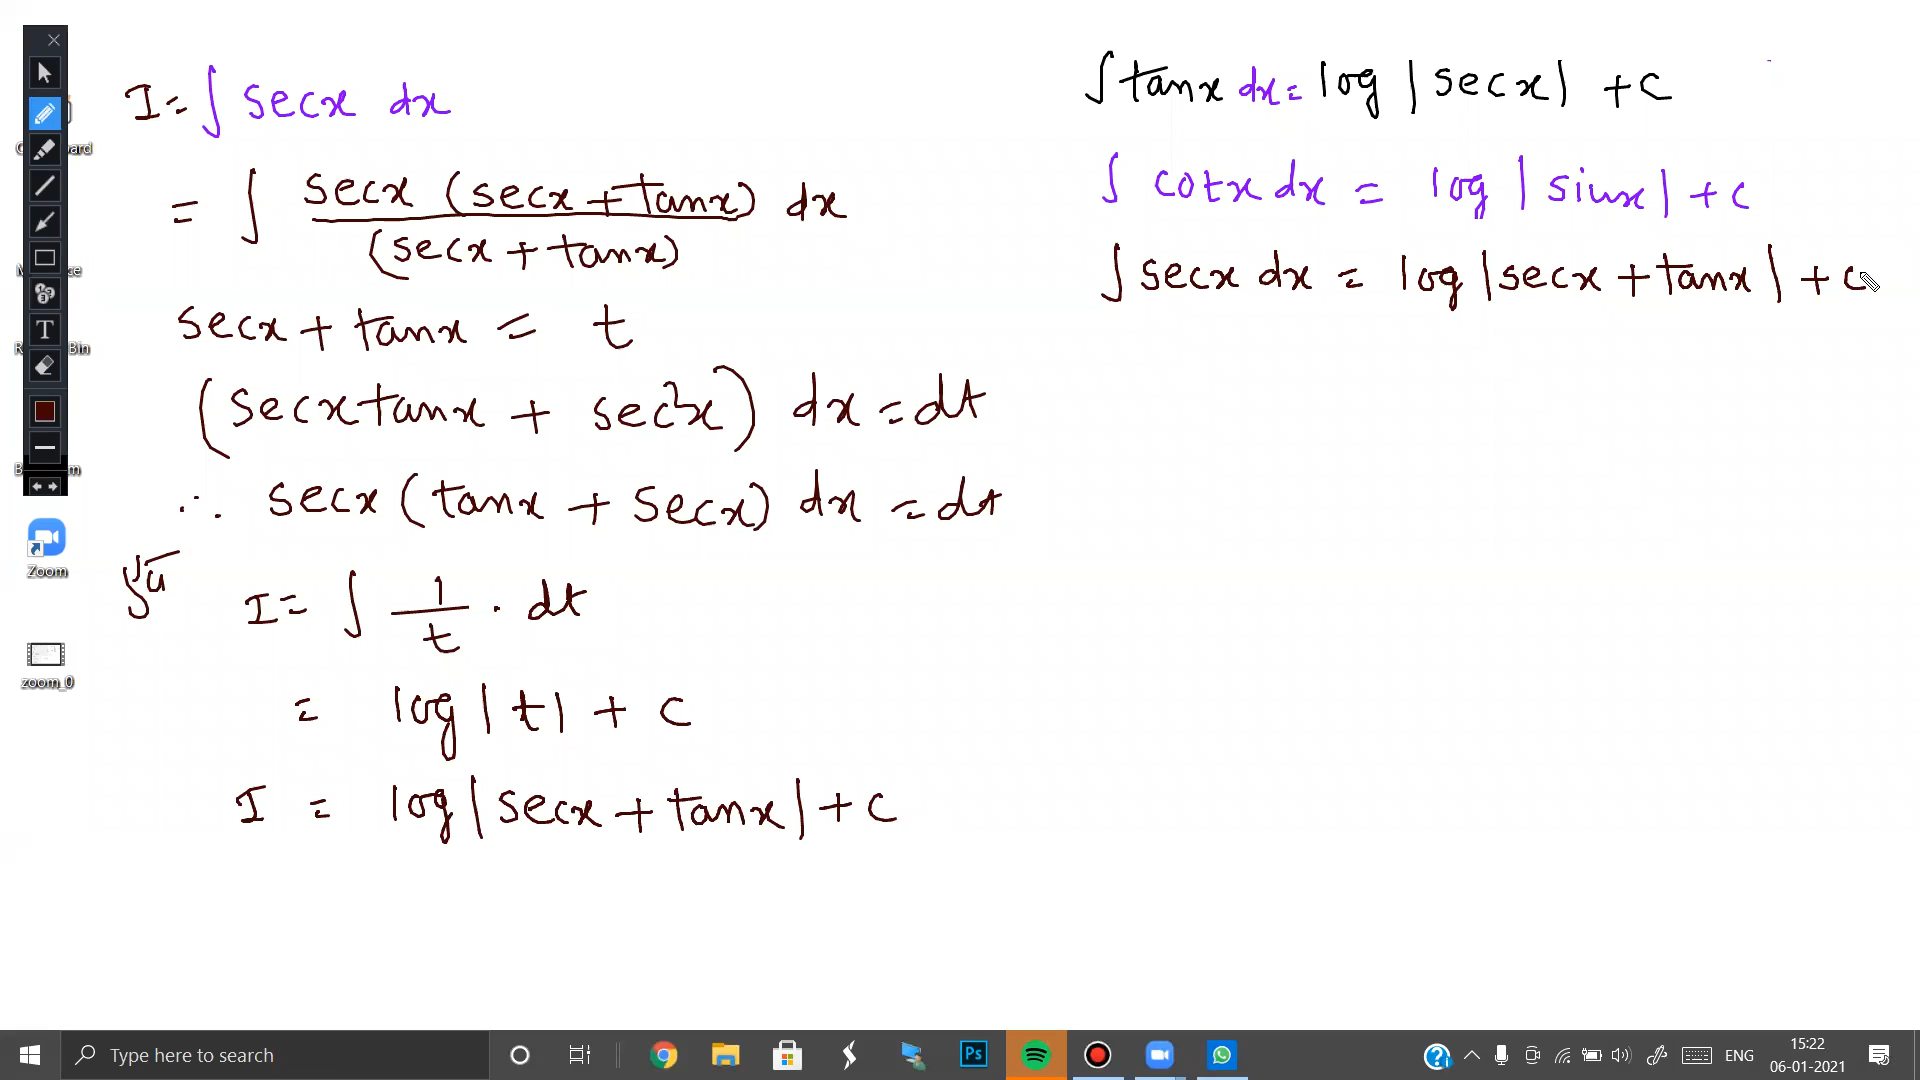 I = ∫ secx dx
= ∫ secx (secx + tanx) / (secx + tanx) dx
secx + tanx = t
(secxtanx + sec²x) dx = dt
∴ secx (tanx + secx) dx = dt
I = ∫ 1/t · dt
= log |t| + c
I = log |secx + tanx| + c
∫ tanx dx = log |secx| + c
∫ cotx dx = log |sinx| + c
∫ secx dx = log |secx + tanx| + c
Zoom
zoom_0
Type here to search
ENG
15:22
06-01-2021